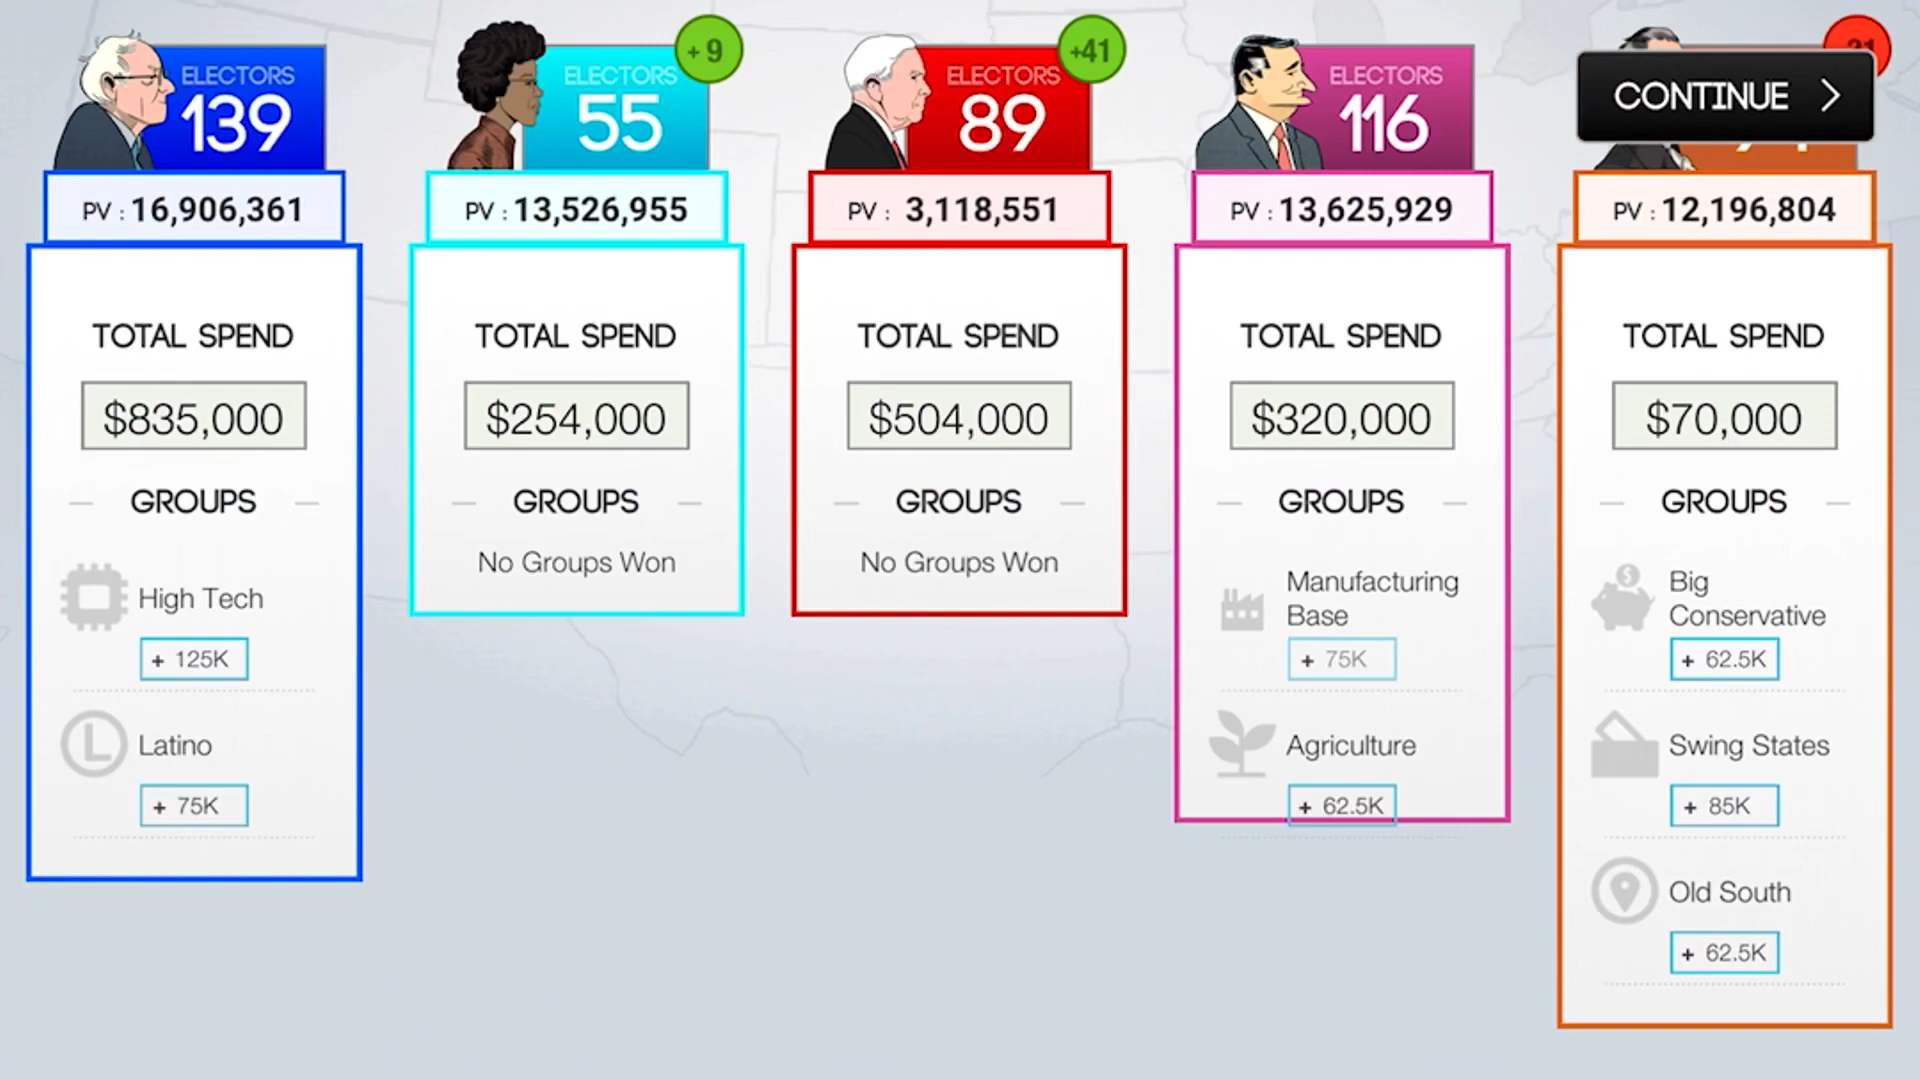 ELECTORS
139
PV : 16,906,361
TOTAL SPEND
$835,000
GROUPS
High Tech
+ 125K
Latino
+ 75K
+ 9
ELECTORS
55
PV : 13,526,955
TOTAL SPEND
$254,000
GROUPS
No Groups Won
+41
ELECTORS
89
PV : 3,118,551
TOTAL SPEND
$504,000
GROUPS
No Groups Won
ELECTORS
116
PV : 13,625,929
TOTAL SPEND
$320,000
GROUPS
Manufacturing
Base
+ 75K
Agriculture
+ 62.5K
CONTINUE
PV : 12,196,804
TOTAL SPEND
$70,000
GROUPS
Big
Conservative
+ 62.5K
Swing States
+ 85K
Old South
+ 62.5K